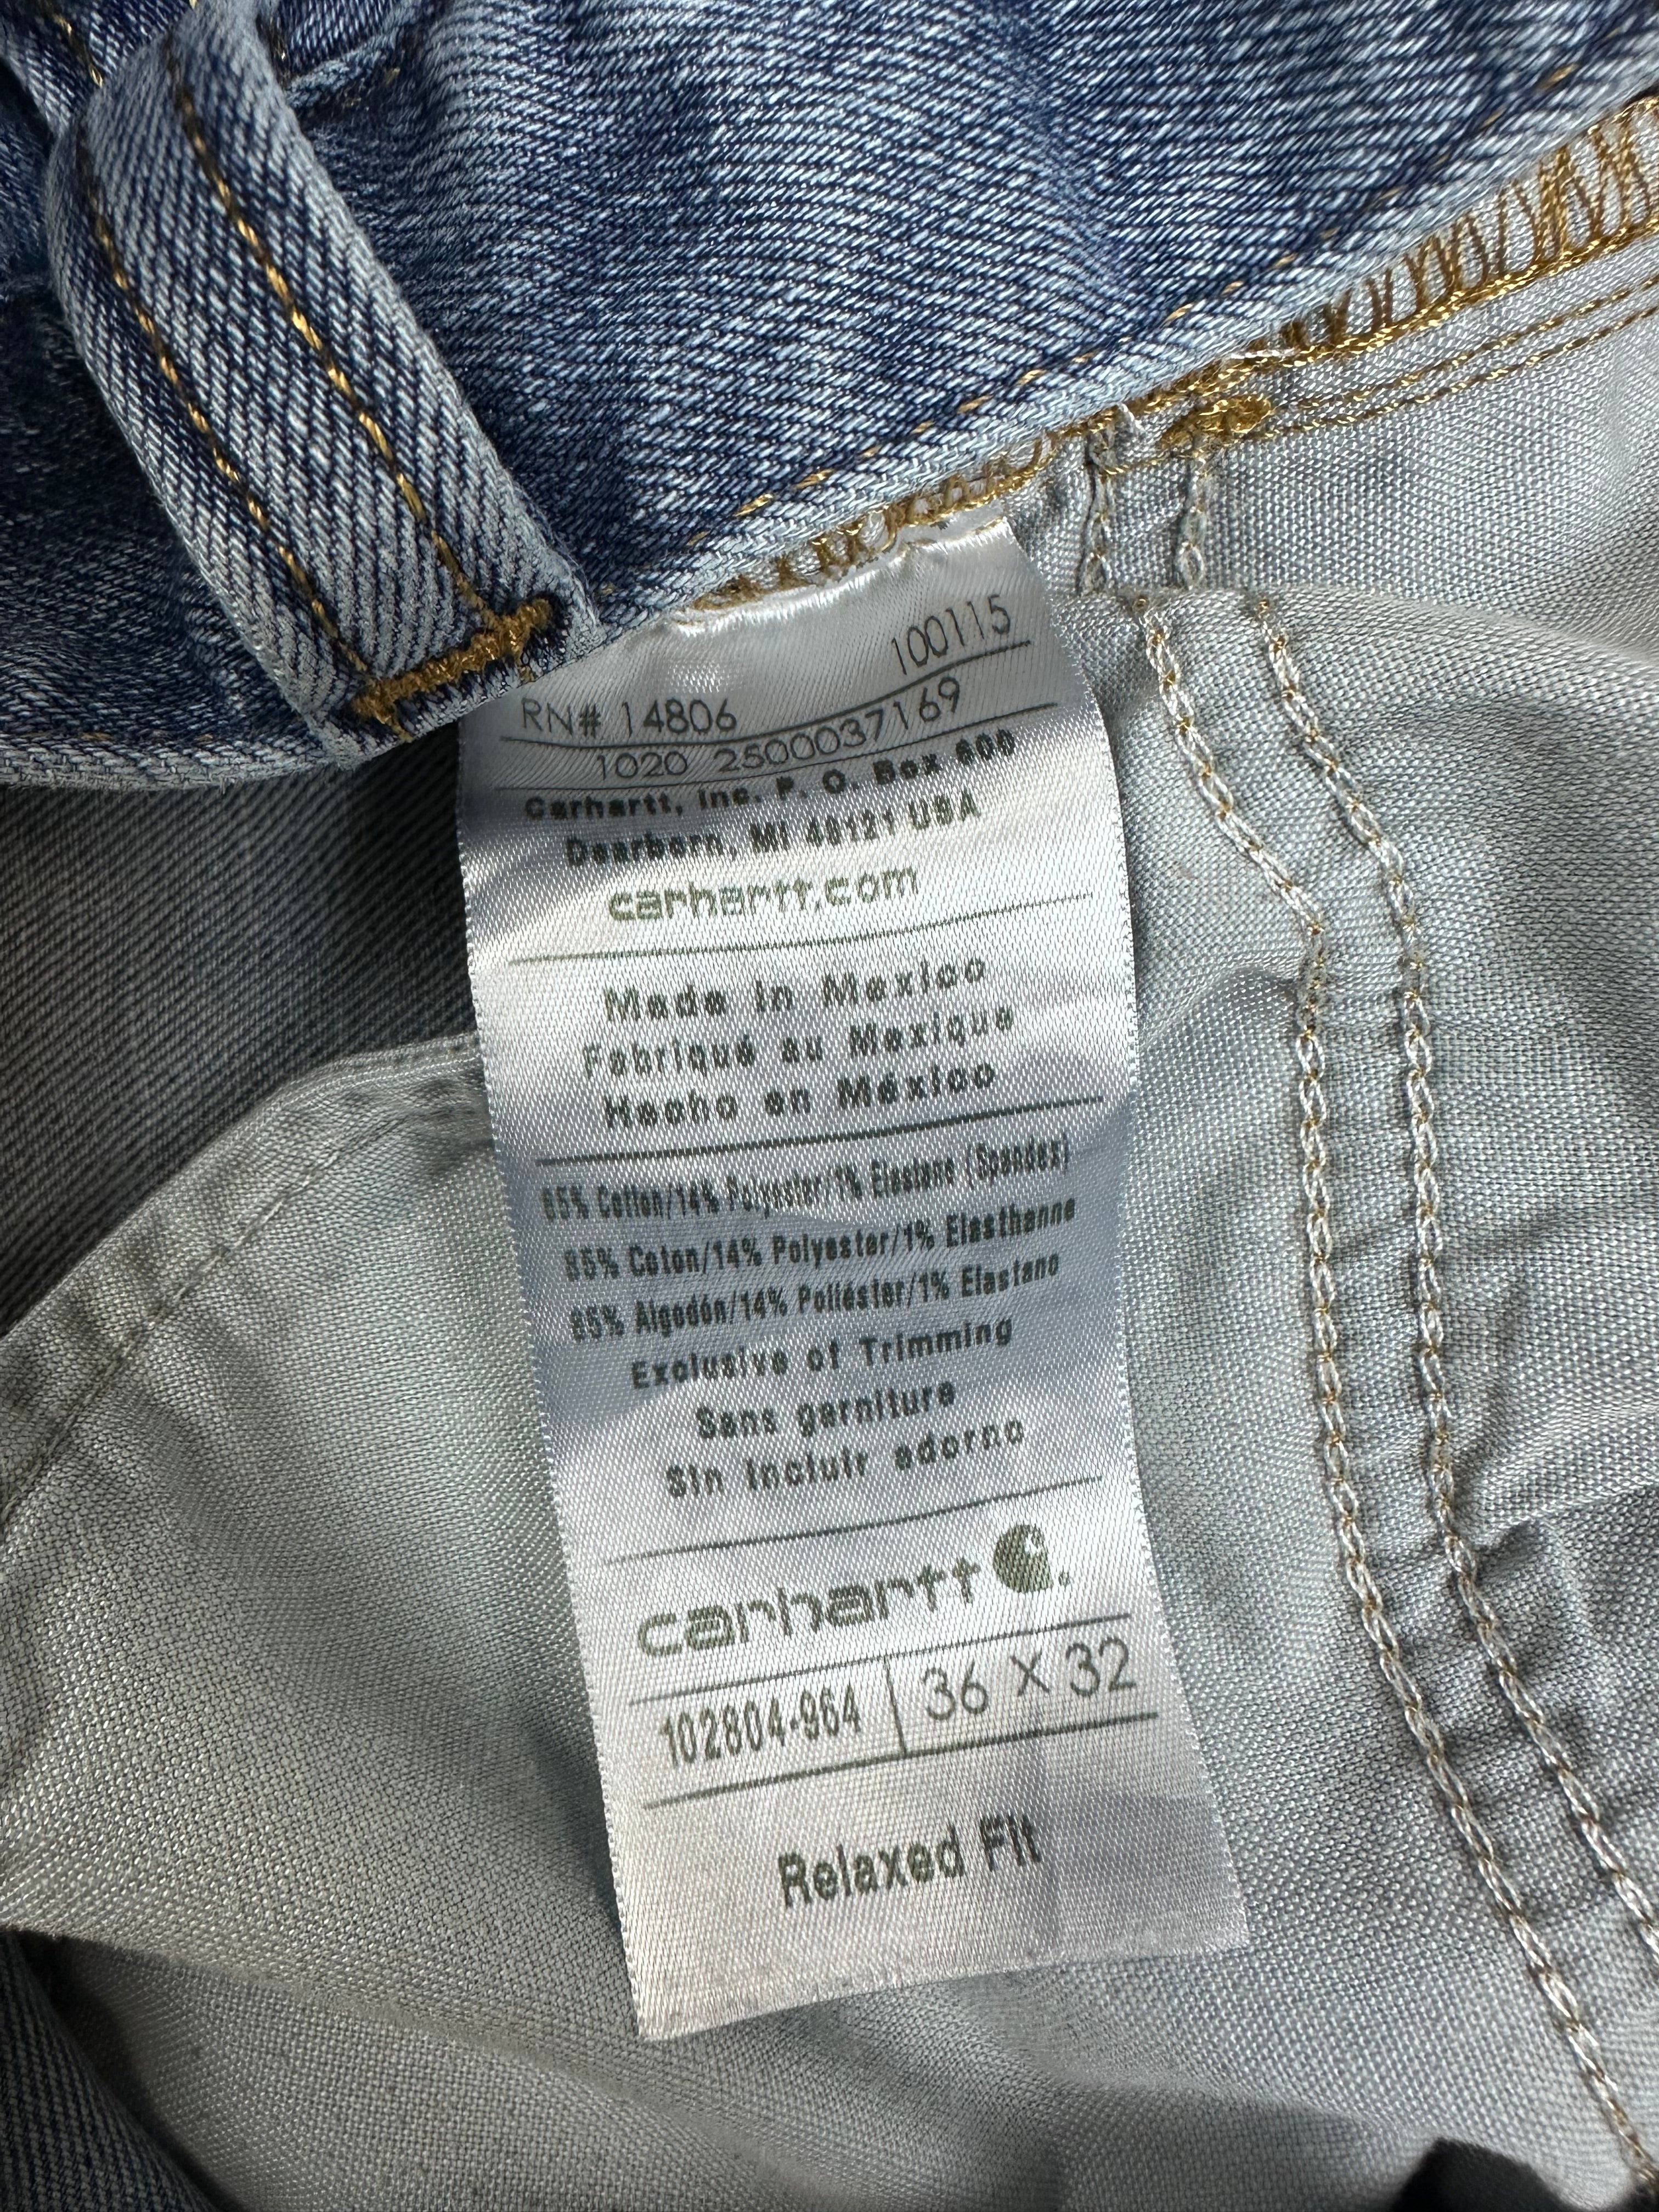 100115
RN# 14806
1020 2500037169
Carhartt, Inc. P. O. Box 600
Dearborn, MI 48121 USA
carhartt.com
Made in Mexico
Fabriqué au Mexique
Hecho en México
85% Cotton/14% Polyester/1% Elastane (Spandex)
85% Coton/14% Polyester/1% Elasthanne
85% Algodón/14% Poliéster/1% Elastano
Exclusive of Trimming
Sans garniture
Sin incluir adorno
carhartt
102804-964 36 X 32
Relaxed Fit